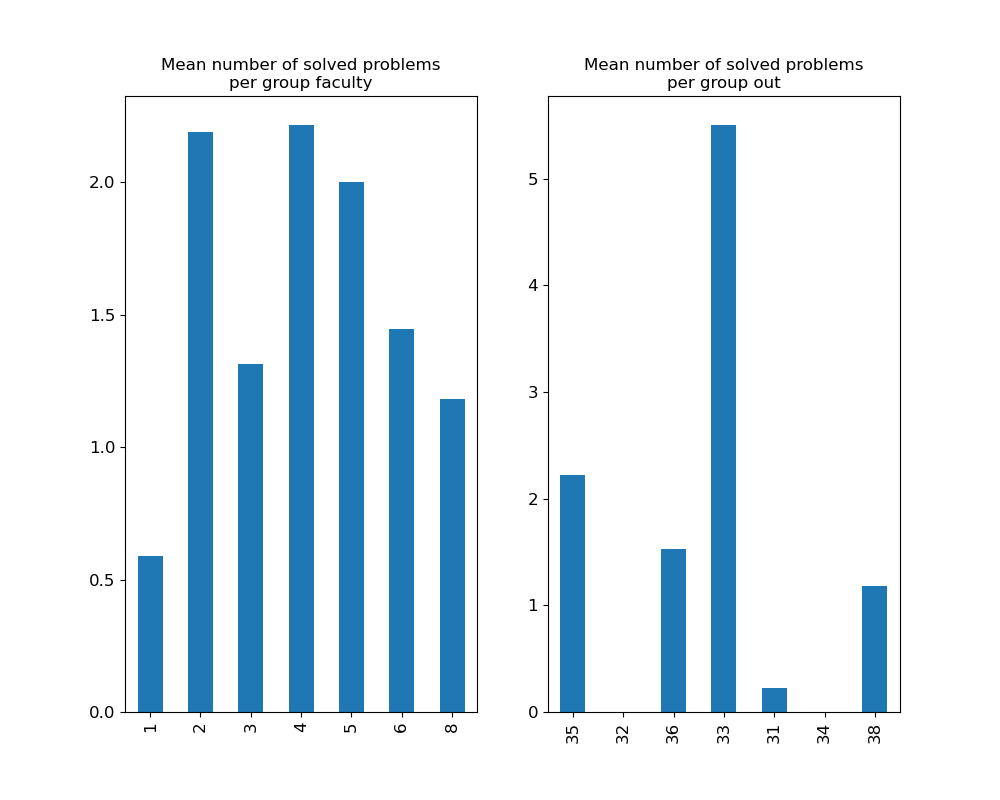 Mean number of solved problems
per group faculty
2.0
1.5
1.0
0.5
0.0
1 2 3 4 5 6 8
Mean number of solved problems
per group out
5
4
3
2
1
0
35 32 36 33 31 34 38